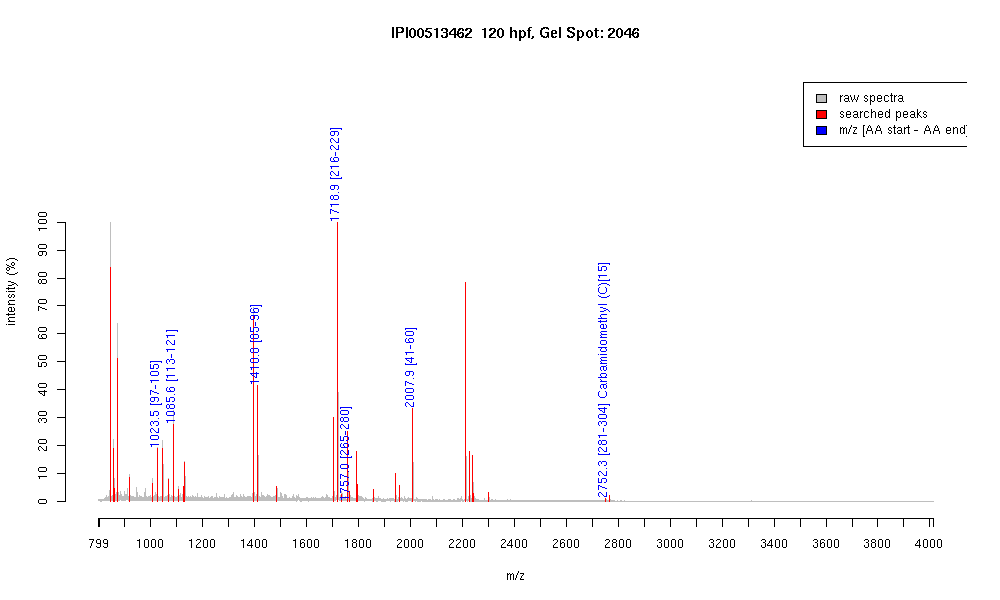 IPI00513462 120 hpf, Gel Spot: 2046
raw spectra
searched peaks
m/z [AA start - AA end]
1023.5 [97-105]
1085.6 [113-121]
1410.8 [85-96]
1718.9 [216-229]
1757.0 [265-280]
2007.9 [41-60]
2752.3 [281-304] Carbamidomethyl (C)[15]
intensity (%)
100
90
80
70
60
50
40
30
20
10
0
799 1000 1200 1400 1600 1800 2000 2200 2400 2600 2800 3000 3200 3400 3600 3800 4000
m/z